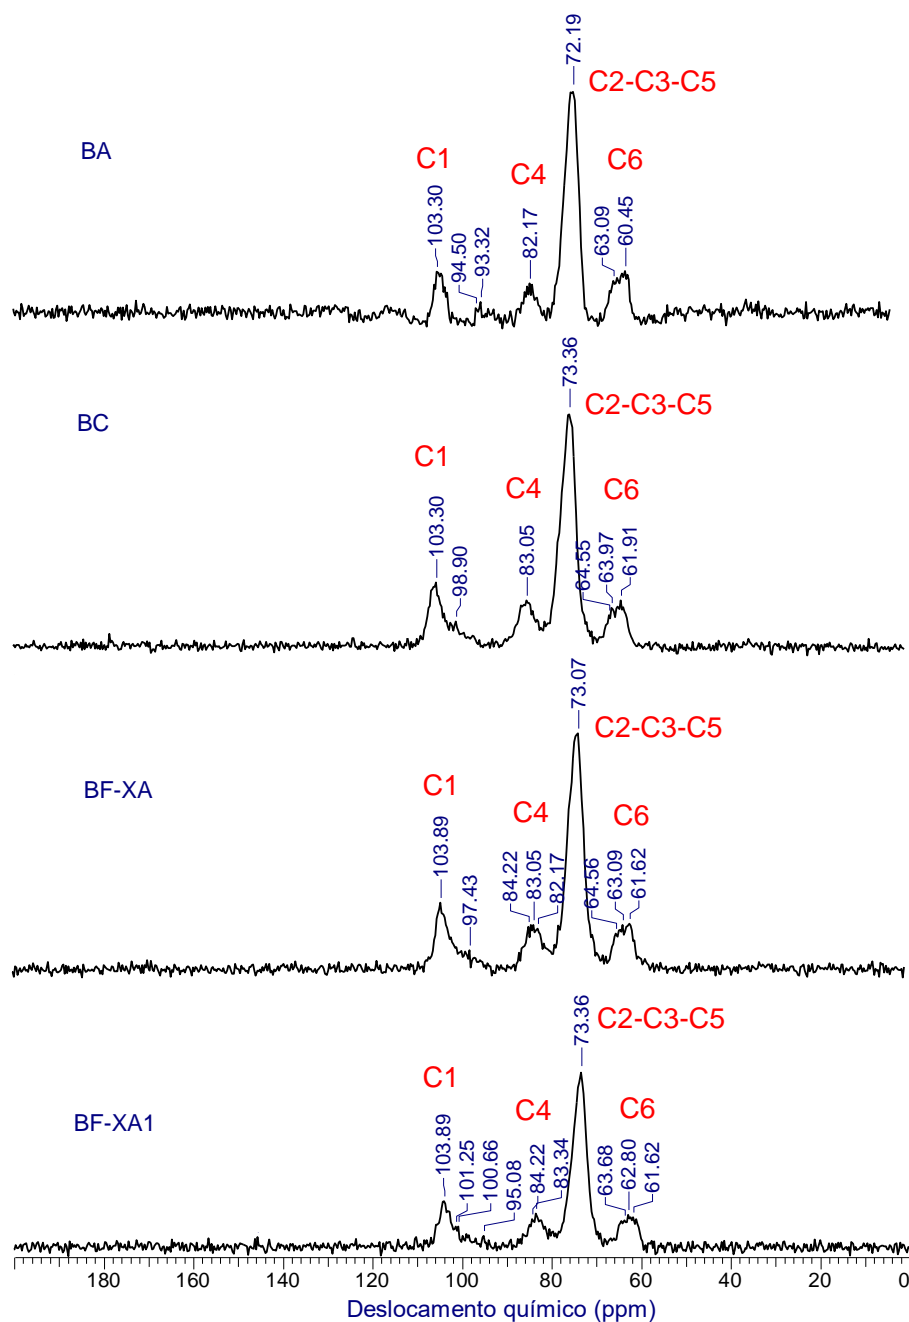 BA
C1
C4
C2-C3-C5
C6
103.30
94.50
93.32
82.17
72.19
63.09
60.45
BC
C1
C4
C2-C3-C5
C6
103.30
98.90
83.05
73.36
64.55
63.97
61.91
BF-XA
C1
C4
C2-C3-C5
C6
103.89
97.43
84.22
83.05
82.17
73.07
64.56
63.09
61.62
BF-XA1
C1
C4
C2-C3-C5
C6
103.89
101.25
100.66
95.08
84.22
83.34
73.36
63.68
62.80
61.62
180 160 140 120 100 80 60 40 20 0
Deslocamento químico (ppm)